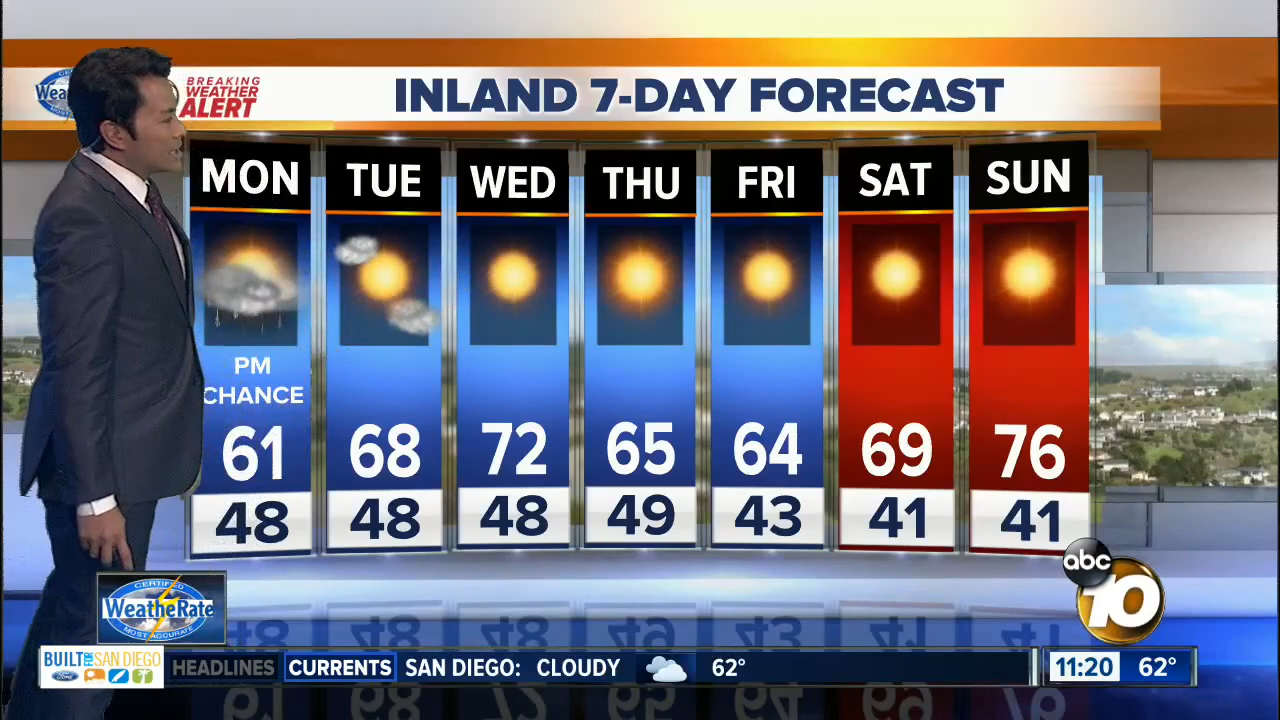 BREAKING
WEATHER
ALERT
INLAND 7-DAY FORECAST
MON TUE WED THU FRI SAT SUN
PM
CHANCE
61 68 72 65 64 69 76
48 48 48 49 43 41 41
abc
10
CERTIFIED
WeatheRate
MOST ACCURATE
BUILT FOR SAN DIEGO
Ford
HEADLINES CURRENTS SAN DIEGO: CLOUDY 62° 11:20 62°